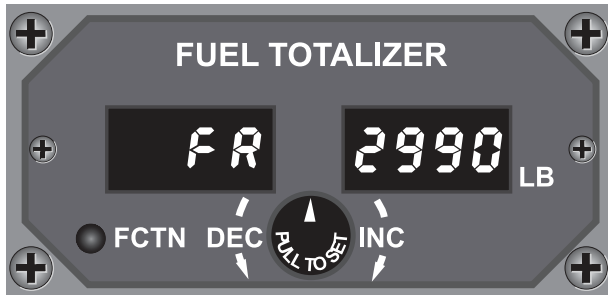 FUEL TOTALIZER
FR 2990
LB
FCTN DEC PULL TO SET INC